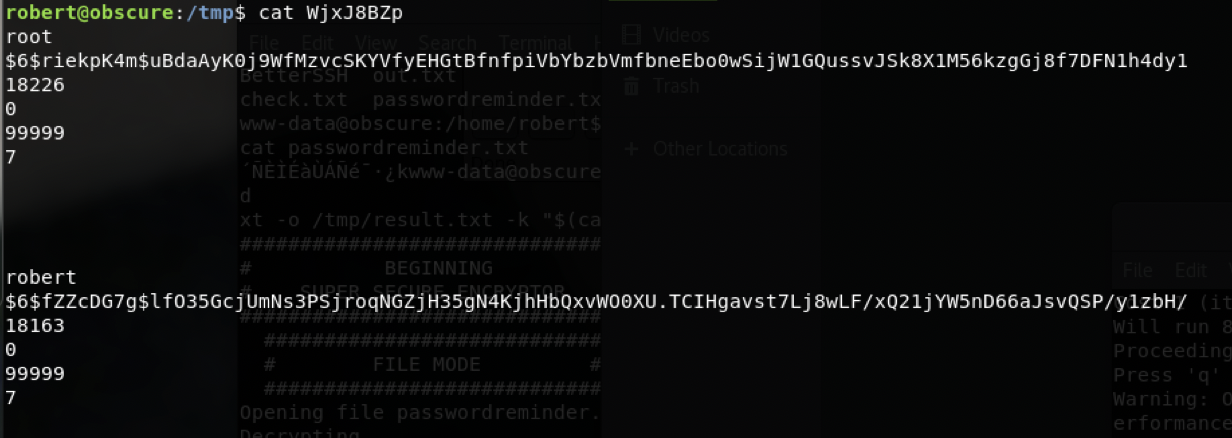 robert@obscure:/tmp$ cat WjxJ8BZp
root
$6$riekpK4m$uBdaAyK0j9WfMzvcSKYVfyEHGtBfnfpiVbYbzbVmfbneEbo0wSijW1GQussvJSk8X1M56kzgGj8f7DFN1h4dy1
18226
0
99999
7
robert
$6$fZZcDG7g$lfO35GcjUmNs3PSjroqNGZjH35gN4KjhHbQxvWO0XU.TCIHgavst7Lj8wLF/xQ21jYW5nD66aJsvQSP/y1zbH/
18163
0
99999
7
File Edit View Search Terminal
BetterSSH out.txt
check.txt passwordreminder.tx
www-data@obscure:/home/robert$
cat passwordreminder.txt
´ÑÈÌÉàÙÁÑé¯·¿kwww-data@obscure
d
xt -o /tmp/result.txt -k "$(ca
##############################
# BEGINNING
# SUPER SECURE ENCRYPTOR
##############################
############################
# FILE MODE #
############################
Opening file passwordreminder.
Decrypting
Videos
Trash
+ Other Locations
File Edit
(it
Will run 8
Proceeding
Press 'q'
Warning: O
erformance